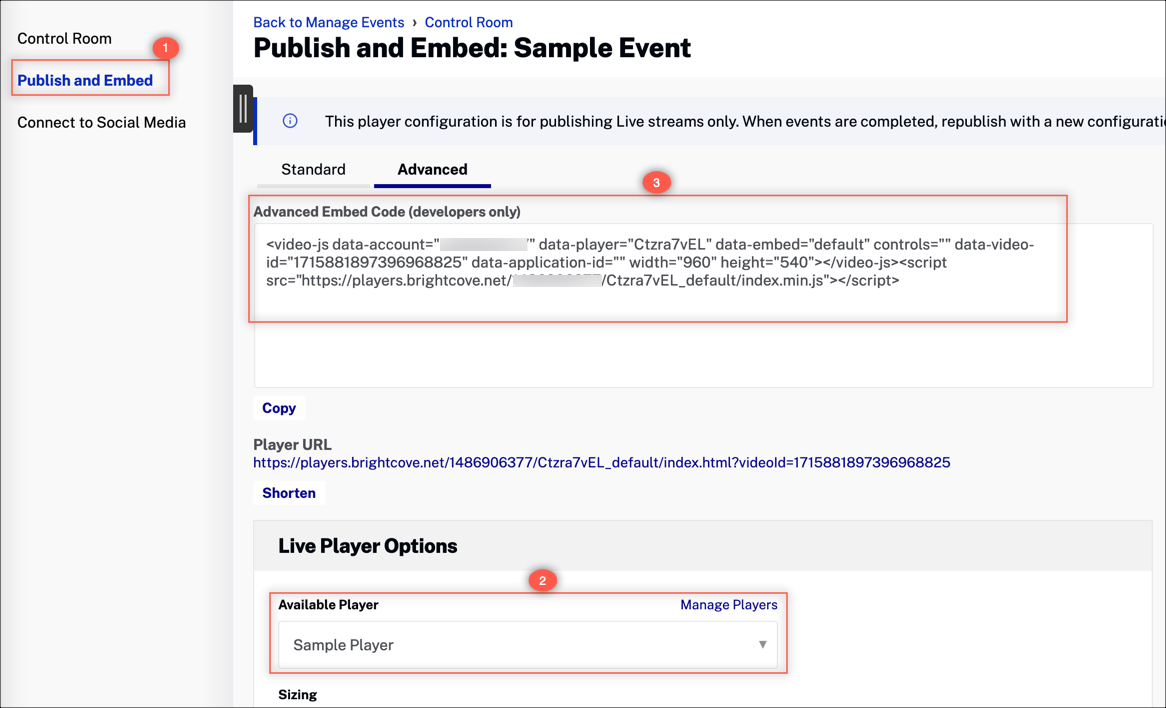 Control Room
1
Publish and Embed
Connect to Social Media
Back to Manage Events › Control Room
Publish and Embed: Sample Event
This player configuration is for publishing Live streams only. When events are completed, republish with a new configurati
Standard
Advanced
3
Advanced Embed Code (developers only)
<video-js data-account=" " data-player="Ctzra7vEL" data-embed="default" controls="" data-video-
id="1715881897396968825" data-application-id="" width="960" height="540"></video-js><script
src="https://players.brightcove.net/ /Ctzra7vEL_default/index.min.js"></script>
Copy
Player URL
https://players.brightcove.net/1486906377/Ctzra7vEL_default/index.html?videoId=1715881897396968825
Shorten
Live Player Options
2
Available Player
Manage Players
Sample Player
Sizing